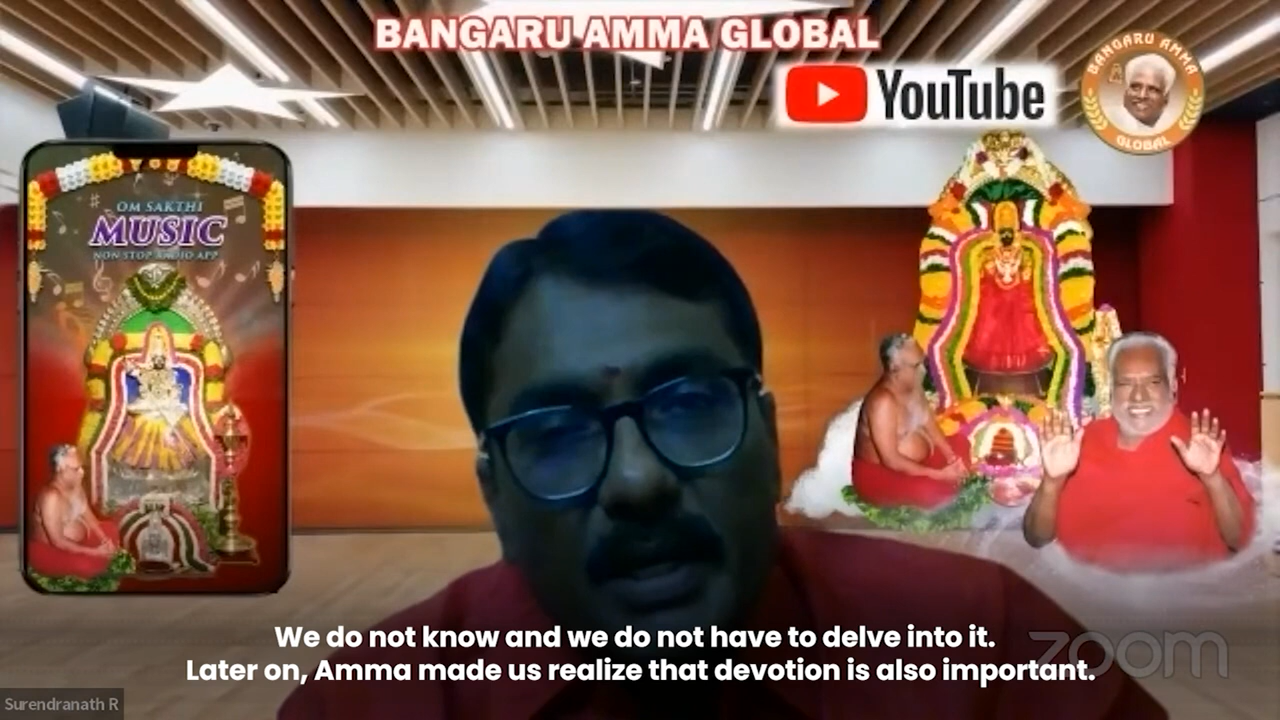 BANGARU AMMA GLOBAL
YouTube
BANGARU AMMA
GLOBAL
OM SAKTHI
MUSIC
NON STOP RADIO APP
We do not know and we do not have to delve into it.
Later on, Amma made us realize that devotion is also important.
zoom
Surendranath R